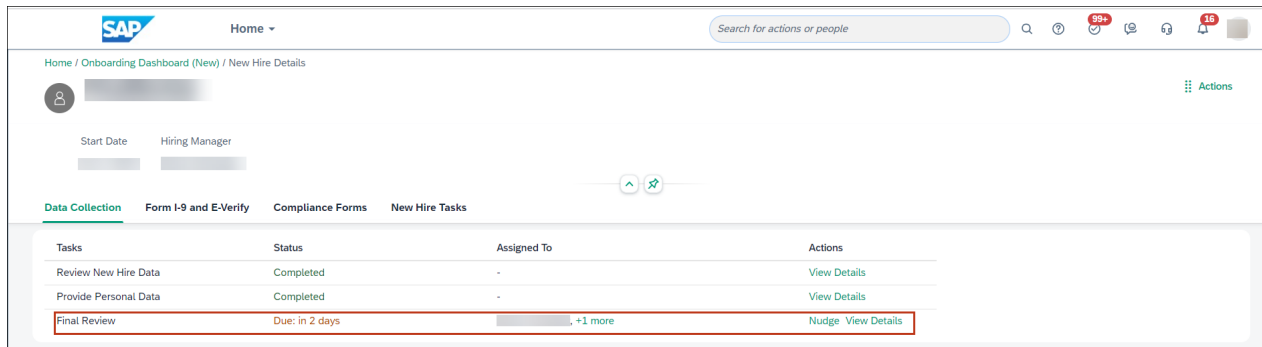 SAP Home Search for actions or people 99+ 16
Home / Onboarding Dashboard (New) / New Hire Details
Actions
Start Date Hiring Manager
Data Collection Form I-9 and E-Verify Compliance Forms New Hire Tasks
Tasks Status Assigned To Actions
Review New Hire Data Completed - View Details
Provide Personal Data Completed - View Details
Final Review Due: in 2 days , +1 more Nudge View Details